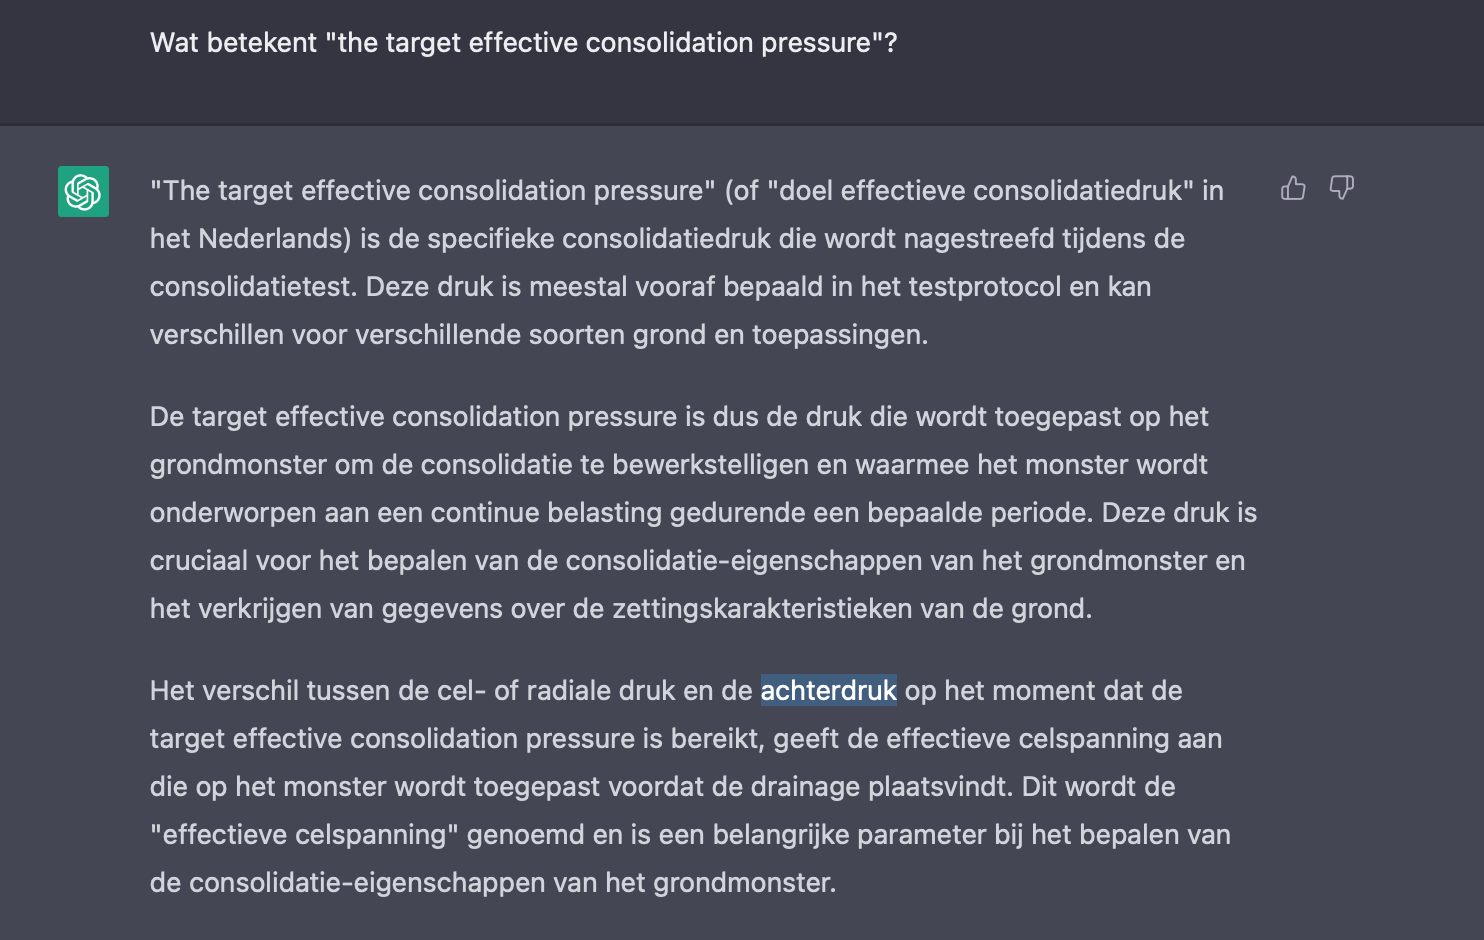 Wat betekent "the target effective consolidation pressure"?
"The target effective consolidation pressure" (of "doel effectieve consolidatiedruk" in
het Nederlands) is de specifieke consolidatiedruk die wordt nagestreefd tijdens de
consolidatietest. Deze druk is meestal vooraf bepaald in het testprotocol en kan
verschillen voor verschillende soorten grond en toepassingen.
De target effective consolidation pressure is dus de druk die wordt toegepast op het
grondmonster om de consolidatie te bewerkstelligen en waarmee het monster wordt
onderworpen aan een continue belasting gedurende een bepaalde periode. Deze druk is
cruciaal voor het bepalen van de consolidatie-eigenschappen van het grondmonster en
het verkrijgen van gegevens over de zettingskarakteristieken van de grond.
Het verschil tussen de cel- of radiale druk en de achterdruk op het moment dat de
target effective consolidation pressure is bereikt, geeft de effectieve celspanning aan
die op het monster wordt toegepast voordat de drainage plaatsvindt. Dit wordt de
"effectieve celspanning" genoemd en is een belangrijke parameter bij het bepalen van
de consolidatie-eigenschappen van het grondmonster.